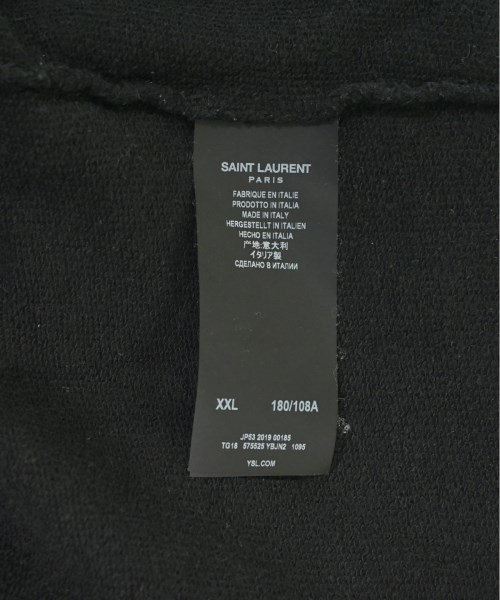 SAINT LAURENT
PARIS
FABRIQUE EN ITALIE
PRODOTTO IN ITALIA
MADE IN ITALY
HERGESTELLT IN ITALIEN
HECHO EN ITALIA
产地:意大利
イタリア製
СДЕЛАНО В ИТАЛИИ
XXL 180/108A
JP53 2019 00185
TG18 575525 YBJN2 1095
YSL.COM